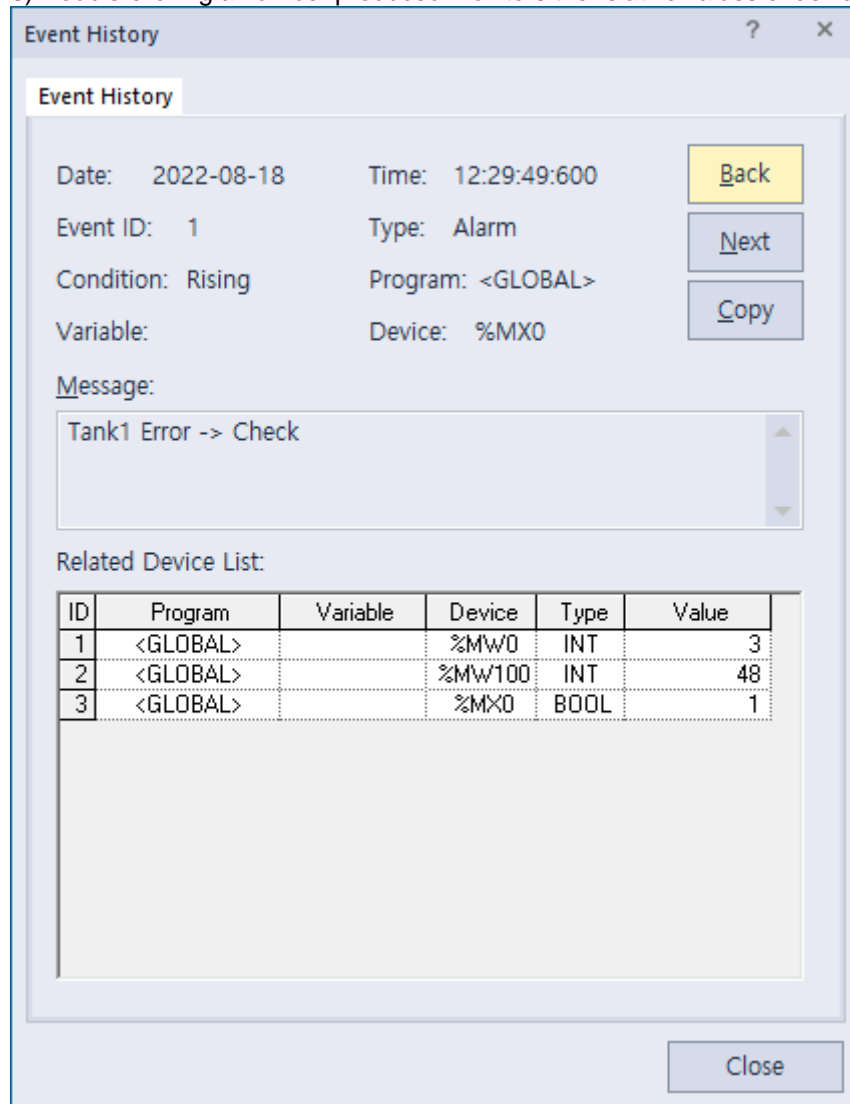 Event History ? ×
Event History
Date: 2022-08-18 Time: 12:29:49:600 Back
Event ID: 1 Type: Alarm Next
Condition: Rising Program: <GLOBAL>
Copy
Variable: Device: %MX0
Message:
Tank1 Error -> Check
Related Device List:
ID Program Variable Device Type Value
1 <GLOBAL> %MW0 INT 3
2 <GLOBAL> %MW100 INT 48
3 <GLOBAL> %MX0 BOOL 1
Close